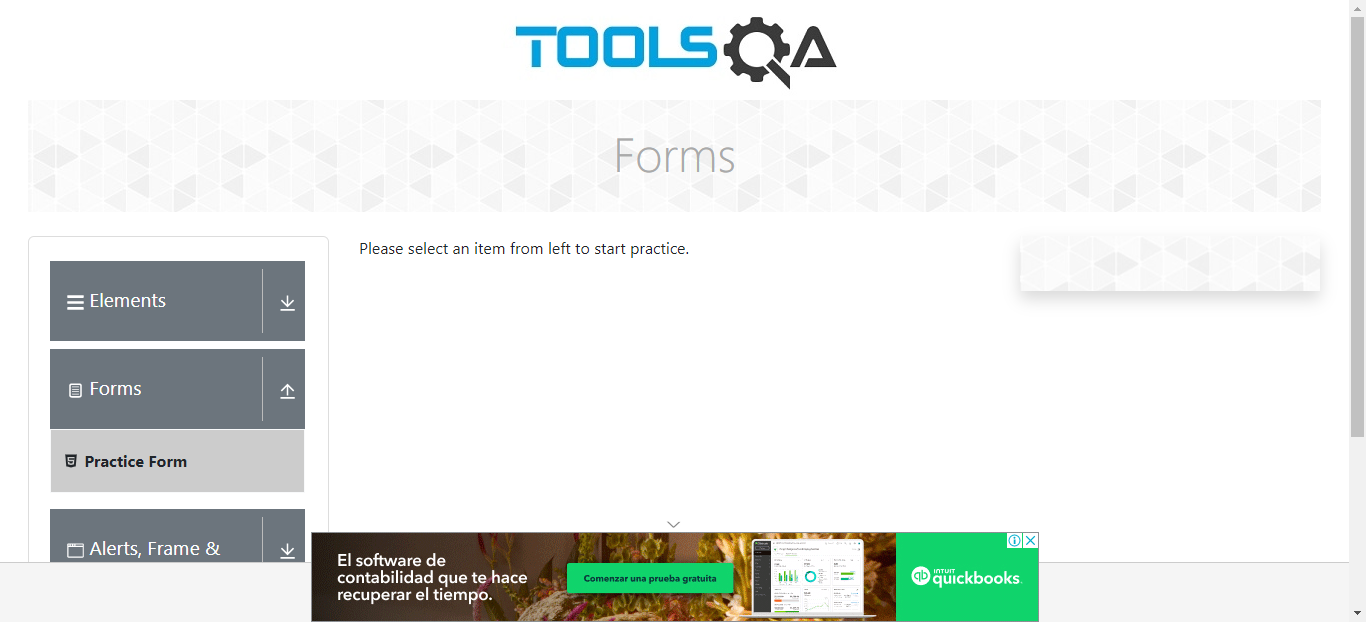 TOOLSQA
Forms
Please select an item from left to start practice.
Elements
Forms
Practice Form
Alerts, Frame &
El software de
contabilidad que te hace
recuperar el tiempo.
Comenzar una prueba gratuita
INTUIT
quickbooks.